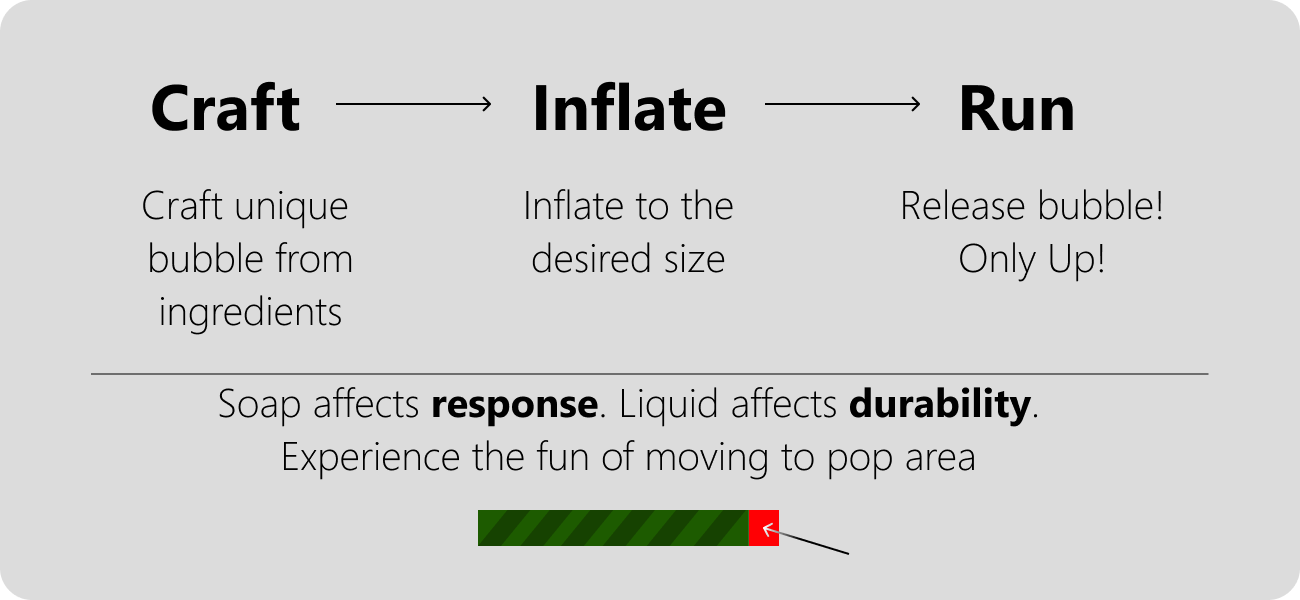 Craft
Inflate
Run
Craft unique
bubble from
ingredients
Inflate to the
desired size
Release bubble!
Only Up!
Soap affects response. Liquid affects durability.
Experience the fun of moving to pop area